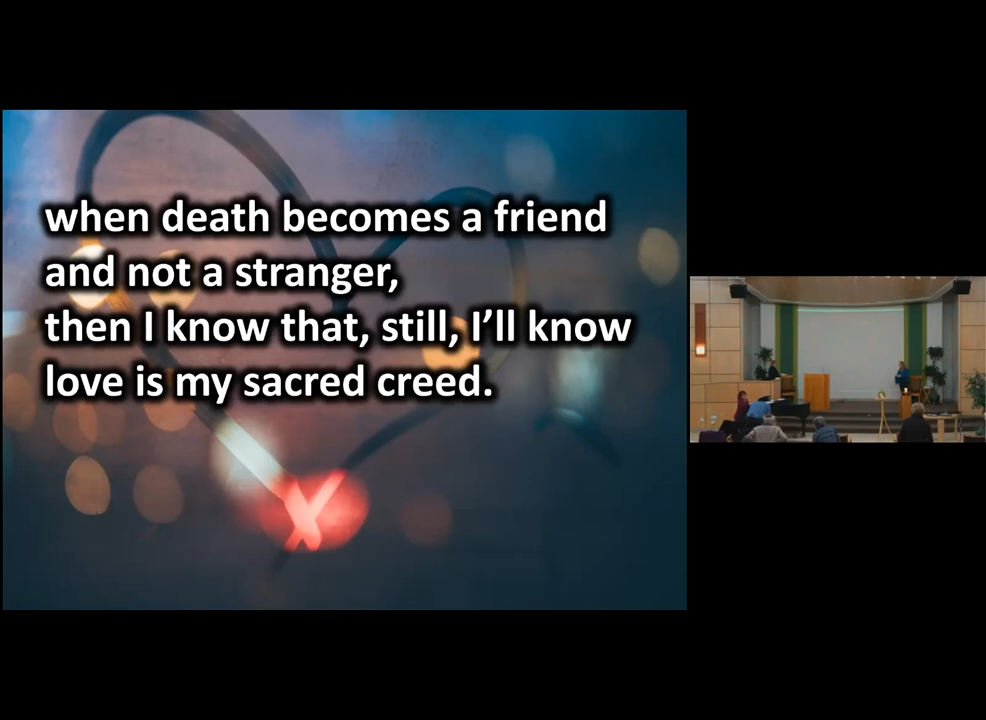 when death becomes a friend
and not a stranger,
then I know that, still, I’ll know
love is my sacred creed.